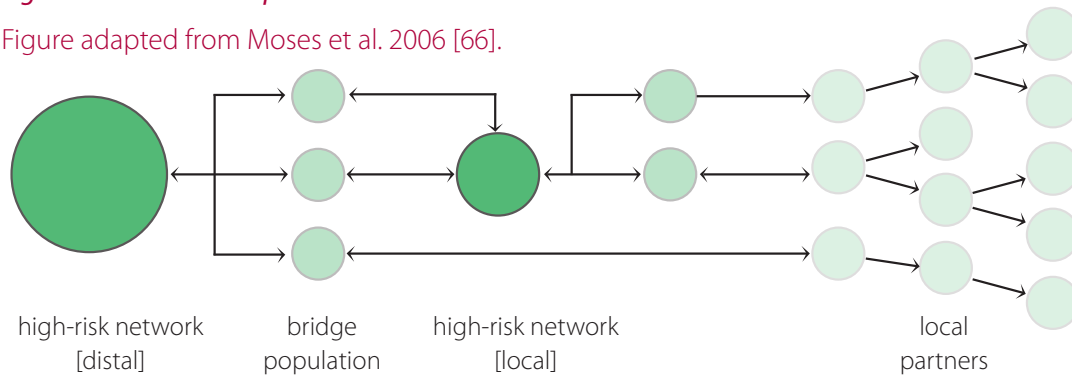 Figure adapted from Moses et al. 2006 [66].
high-risk network
[distal]
bridge
population
high-risk network
[local]
local
partners